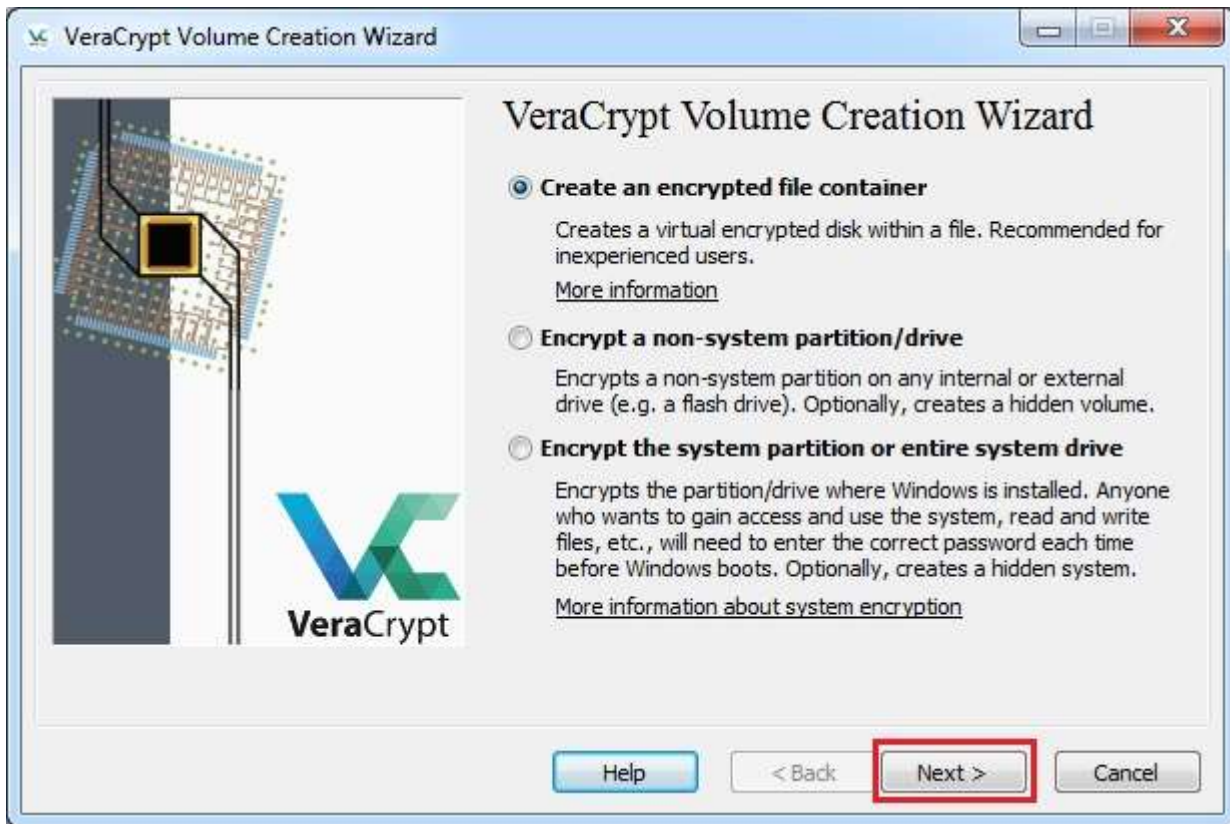 VeraCrypt Volume Creation Wizard
VeraCrypt Volume Creation Wizard
Create an encrypted file container
Creates a virtual encrypted disk within a file. Recommended for
inexperienced users.
More information
Encrypt a non-system partition/drive
Encrypts a non-system partition on any internal or external
drive (e.g. a flash drive). Optionally, creates a hidden volume.
Encrypt the system partition or entire system drive
Encrypts the partition/drive where Windows is installed. Anyone
who wants to gain access and use the system, read and write
files, etc., will need to enter the correct password each time
before Windows boots. Optionally, creates a hidden system.
More information about system encryption
VeraCrypt
Help
< Back
Next >
Cancel